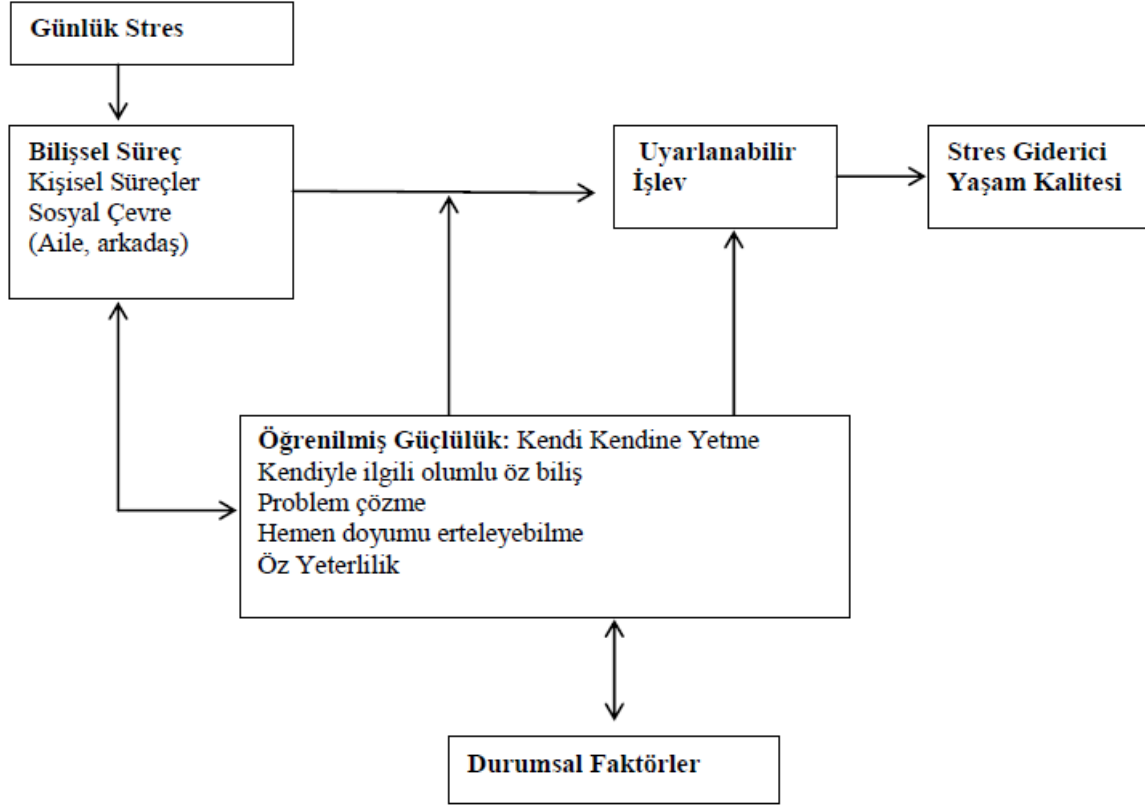 Günlük Stres
Bilişsel Süreç
Kişisel Süreçler
Sosyal Çevre
(Aile, arkadaş)
Uyarlanabilir
İşlev
Stres Giderici
Yaşam Kalitesi
Öğrenilmiş Güçlülük: Kendi Kendine Yetme
Kendiyle ilgili olumlu öz biliş
Problem çözme
Hemen doyumu erteleyebilme
Öz Yeterlilik
Durumsal Faktörler